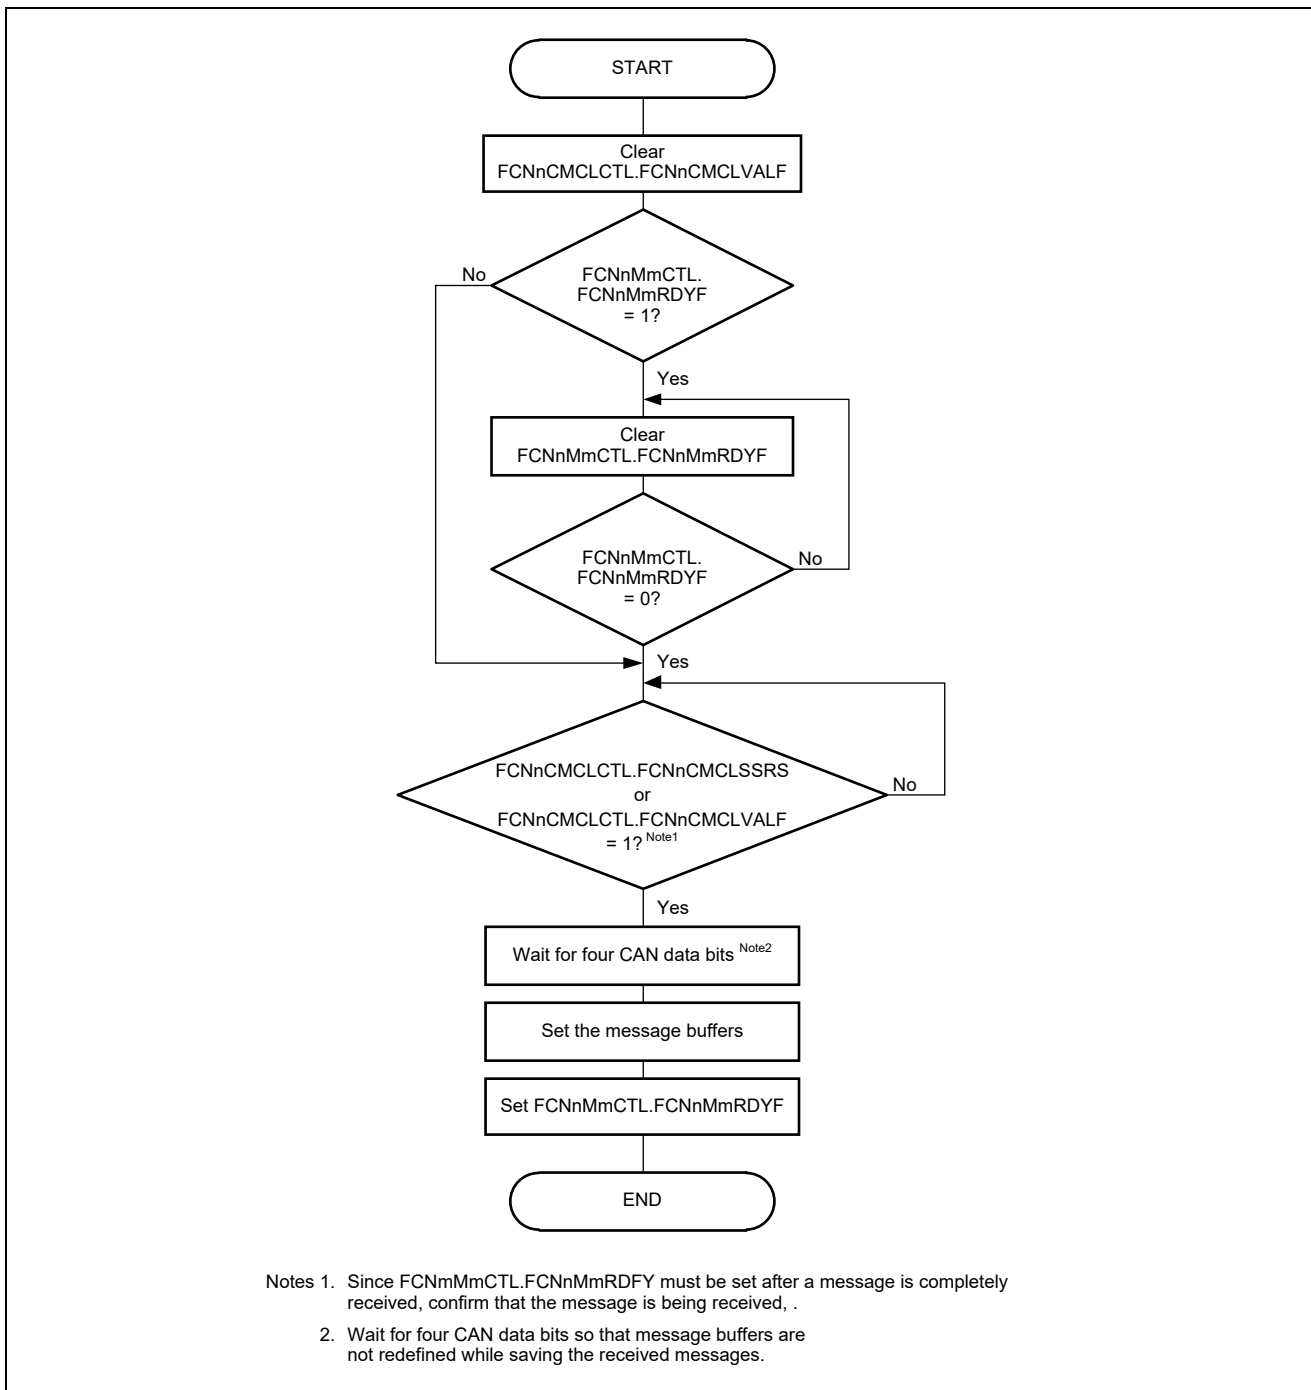 START
Clear
FCNnCMCLCTL.FCNnCMCLVALF
No
FCNnMmCTL.
FCNnMmRDYF
= 1?
Yes
Clear
FCNnMmCTL.FCNnMmRDYF
FCNnMmCTL.
FCNnMmRDYF
= 0?
No
Yes
FCNnCMCLCTL.FCNnCMCLSSRS
or
FCNnCMCLCTL.FCNnCMCLVALF
= 1? Note1
No
Yes
Wait for four CAN data bits Note2
Set the message buffers
Set FCNnMmCTL.FCNnMmRDYF
END
Notes 1. Since FCNmMmCTL.FCNnMmRDFY must be set after a message is completely
received, confirm that the message is being received, .
2. Wait for four CAN data bits so that message buffers are
not redefined while saving the received messages.